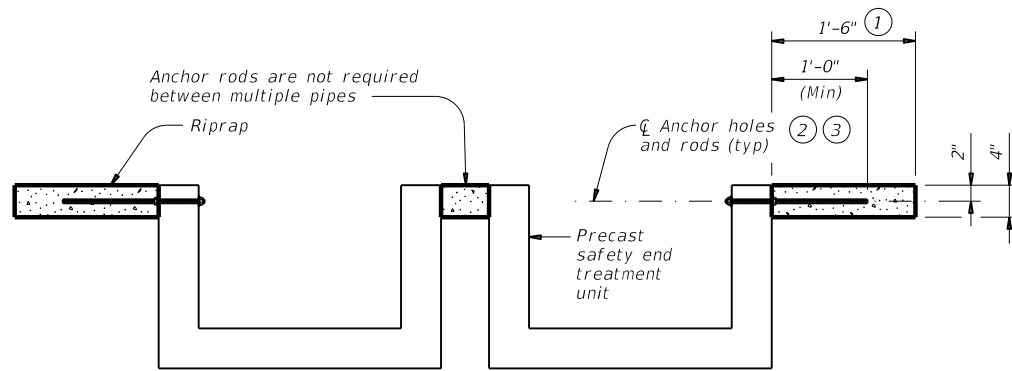 1'-6" 1
1'-0"
(Min)
Anchor rods are not required
between multiple pipes
Riprap
℄ Anchor holes 2 3
and rods (typ)
2"
4"
Precast
safety end
treatment
unit